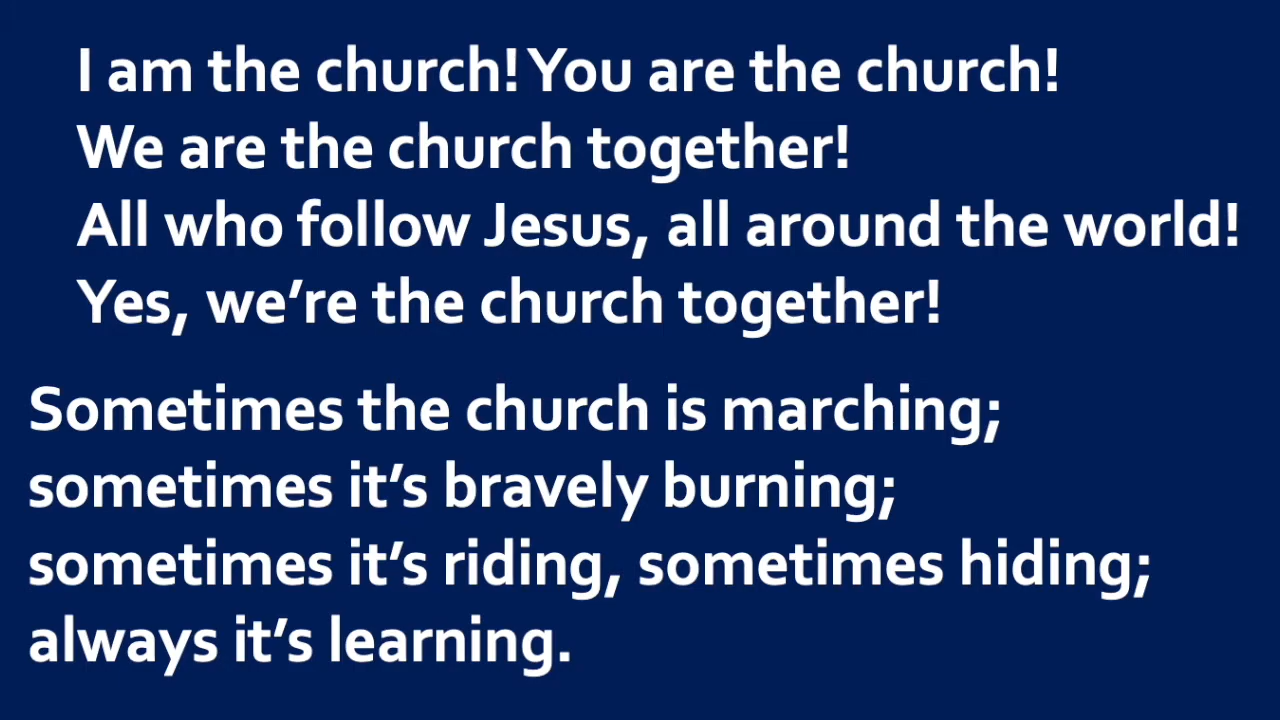 I am the church! You are the church!
We are the church together!
All who follow Jesus, all around the world!
Yes, we’re the church together!
Sometimes the church is marching;
sometimes it’s bravely burning;
sometimes it’s riding, sometimes hiding;
always it’s learning.